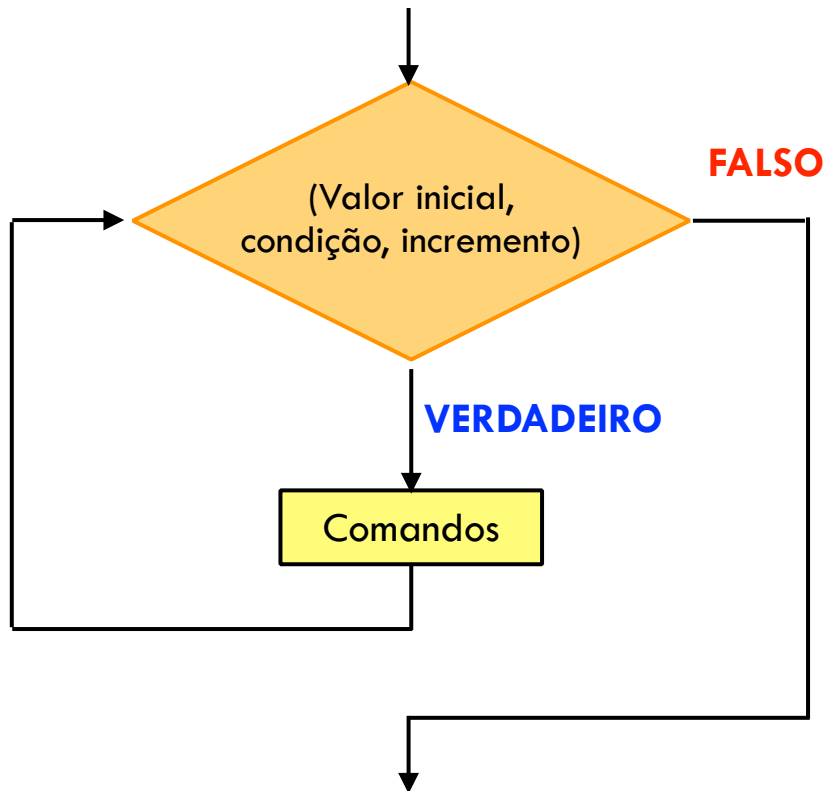 FALSO
(Valor inicial,
condição, incremento)
VERDADEIRO
Comandos